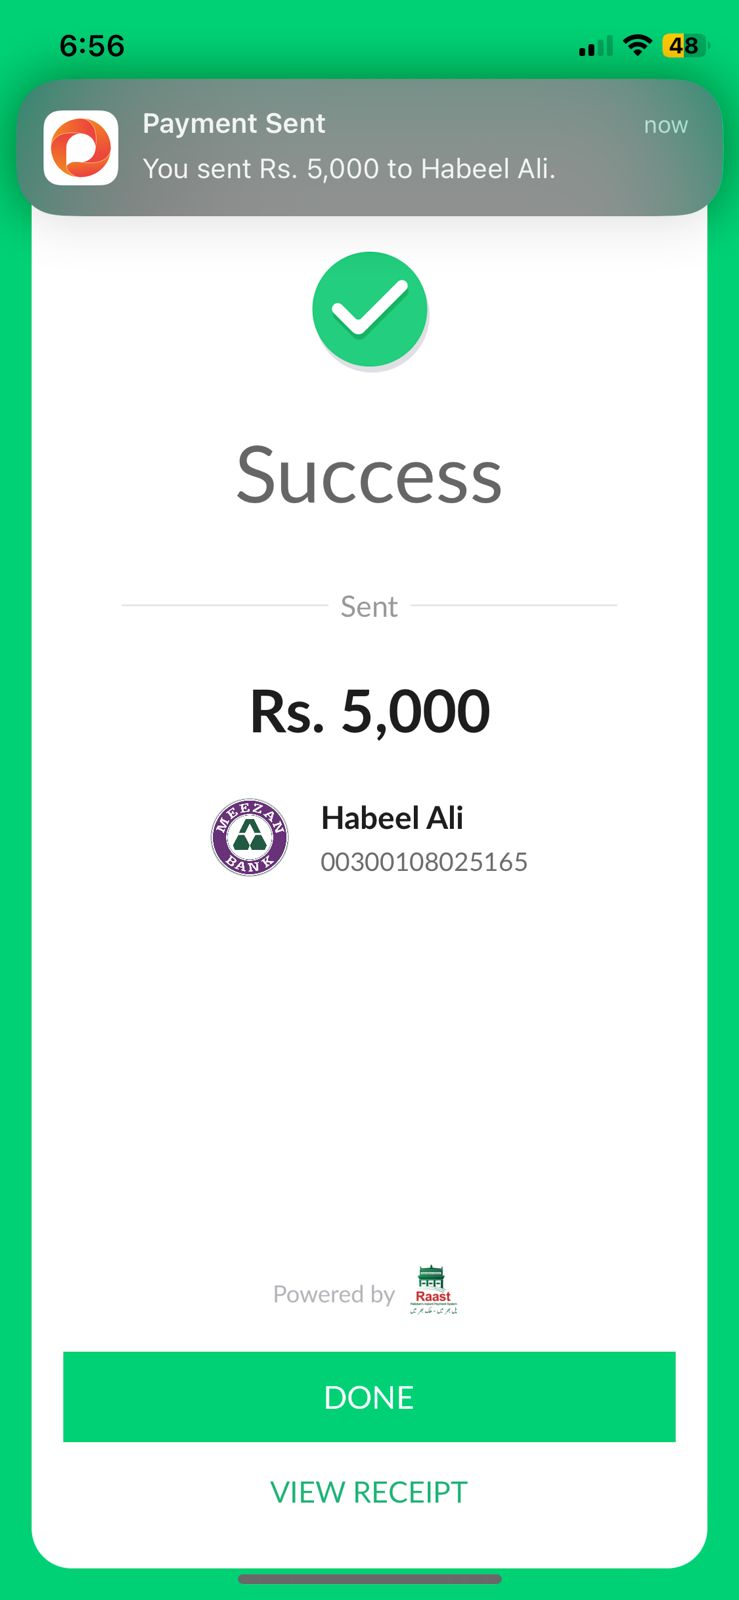 6:56
48
Payment Sent
now
You sent Rs. 5,000 to Habeel Ali.
Success
Sent
Rs. 5,000
MEEZAN
BANK
Habeel Ali
00300108025165
Powered by
Raast
DONE
VIEW RECEIPT